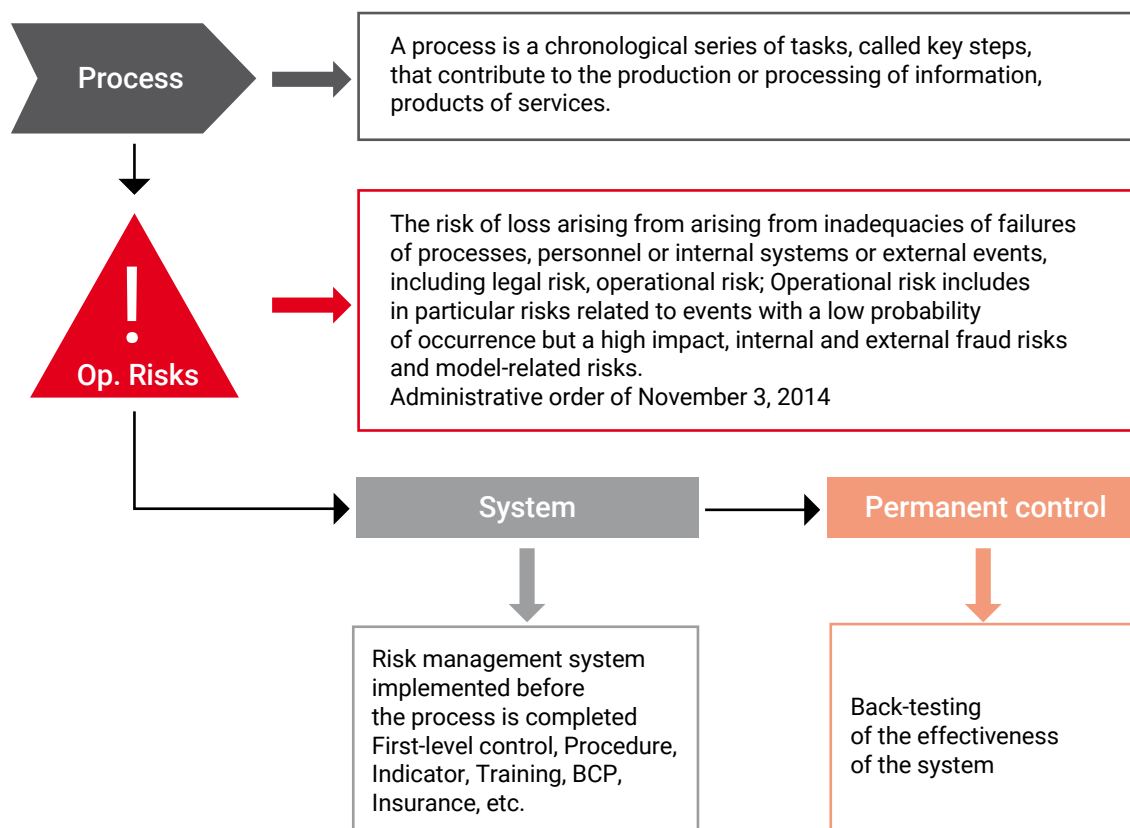 Process
A process is a chronological series of tasks, called key steps,
that contribute to the production or processing of information,
products of services.
!
Op. Risks
The risk of loss arising from arising from inadequacies of failures
of processes, personnel or internal systems or external events,
including legal risk, operational risk; Operational risk includes
in particular risks related to events with a low probability
of occurrence but a high impact, internal and external fraud risks
and model-related risks.
Administrative order of November 3, 2014
System
Permanent control
Risk management system
implemented before
the process is completed
First-level control, Procedure,
Indicator, Training, BCP,
Insurance, etc.
Back-testing
of the effectiveness
of the system